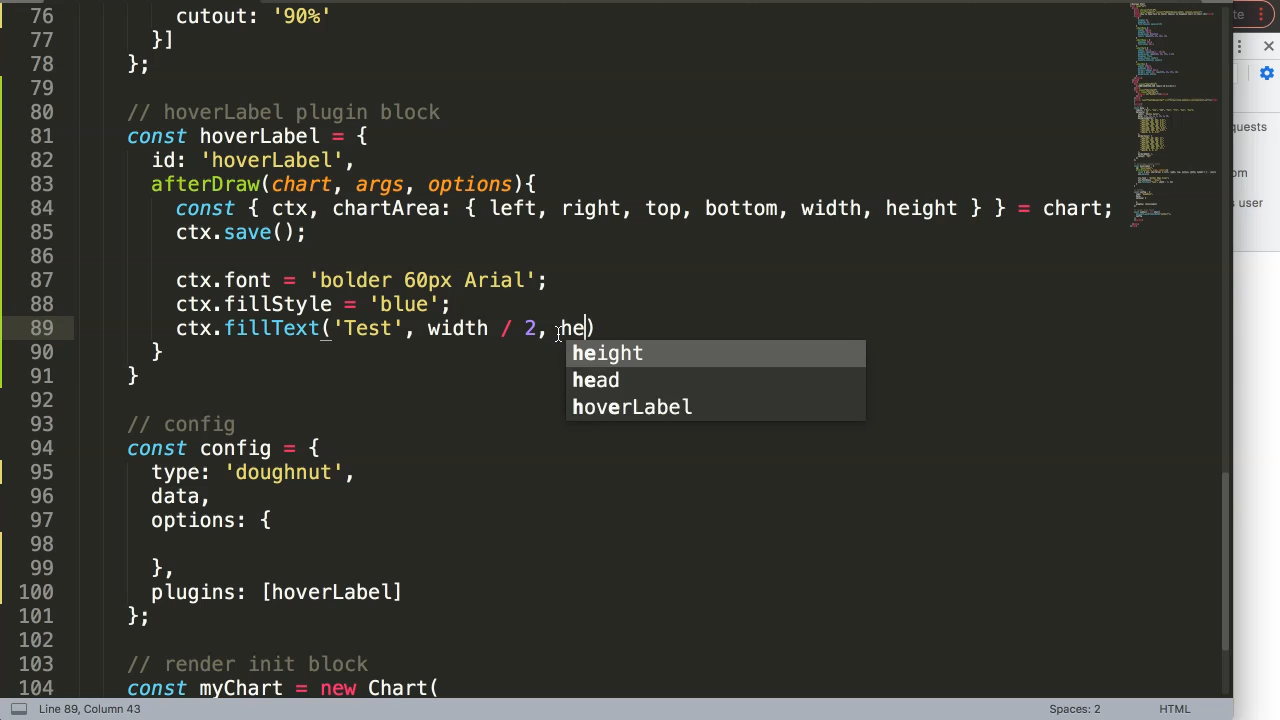 76 cutout: '90%'
77 }]
78 };
79
80 // hoverLabel plugin block
81 const hoverLabel = {
82 id: 'hoverLabel',
83 afterDraw(chart, args, options){
84 const { ctx, chartArea: { left, right, top, bottom, width, height } } = chart;
85 ctx.save();
86
87 ctx.font = 'bolder 60px Arial';
88 ctx.fillStyle = 'blue';
89 ctx.fillText('Test', width / 2, he)
height
90 }
head
91 }
hoverLabel
92
93 // config
94 const config = {
95 type: 'doughnut',
96 data,
97 options: {
98
99 },
100 plugins: [hoverLabel]
101 };
102
103 // render init block
104 const myChart = new Chart(
Line 89, Column 43
Spaces: 2
HTML
te
quests
om
s user